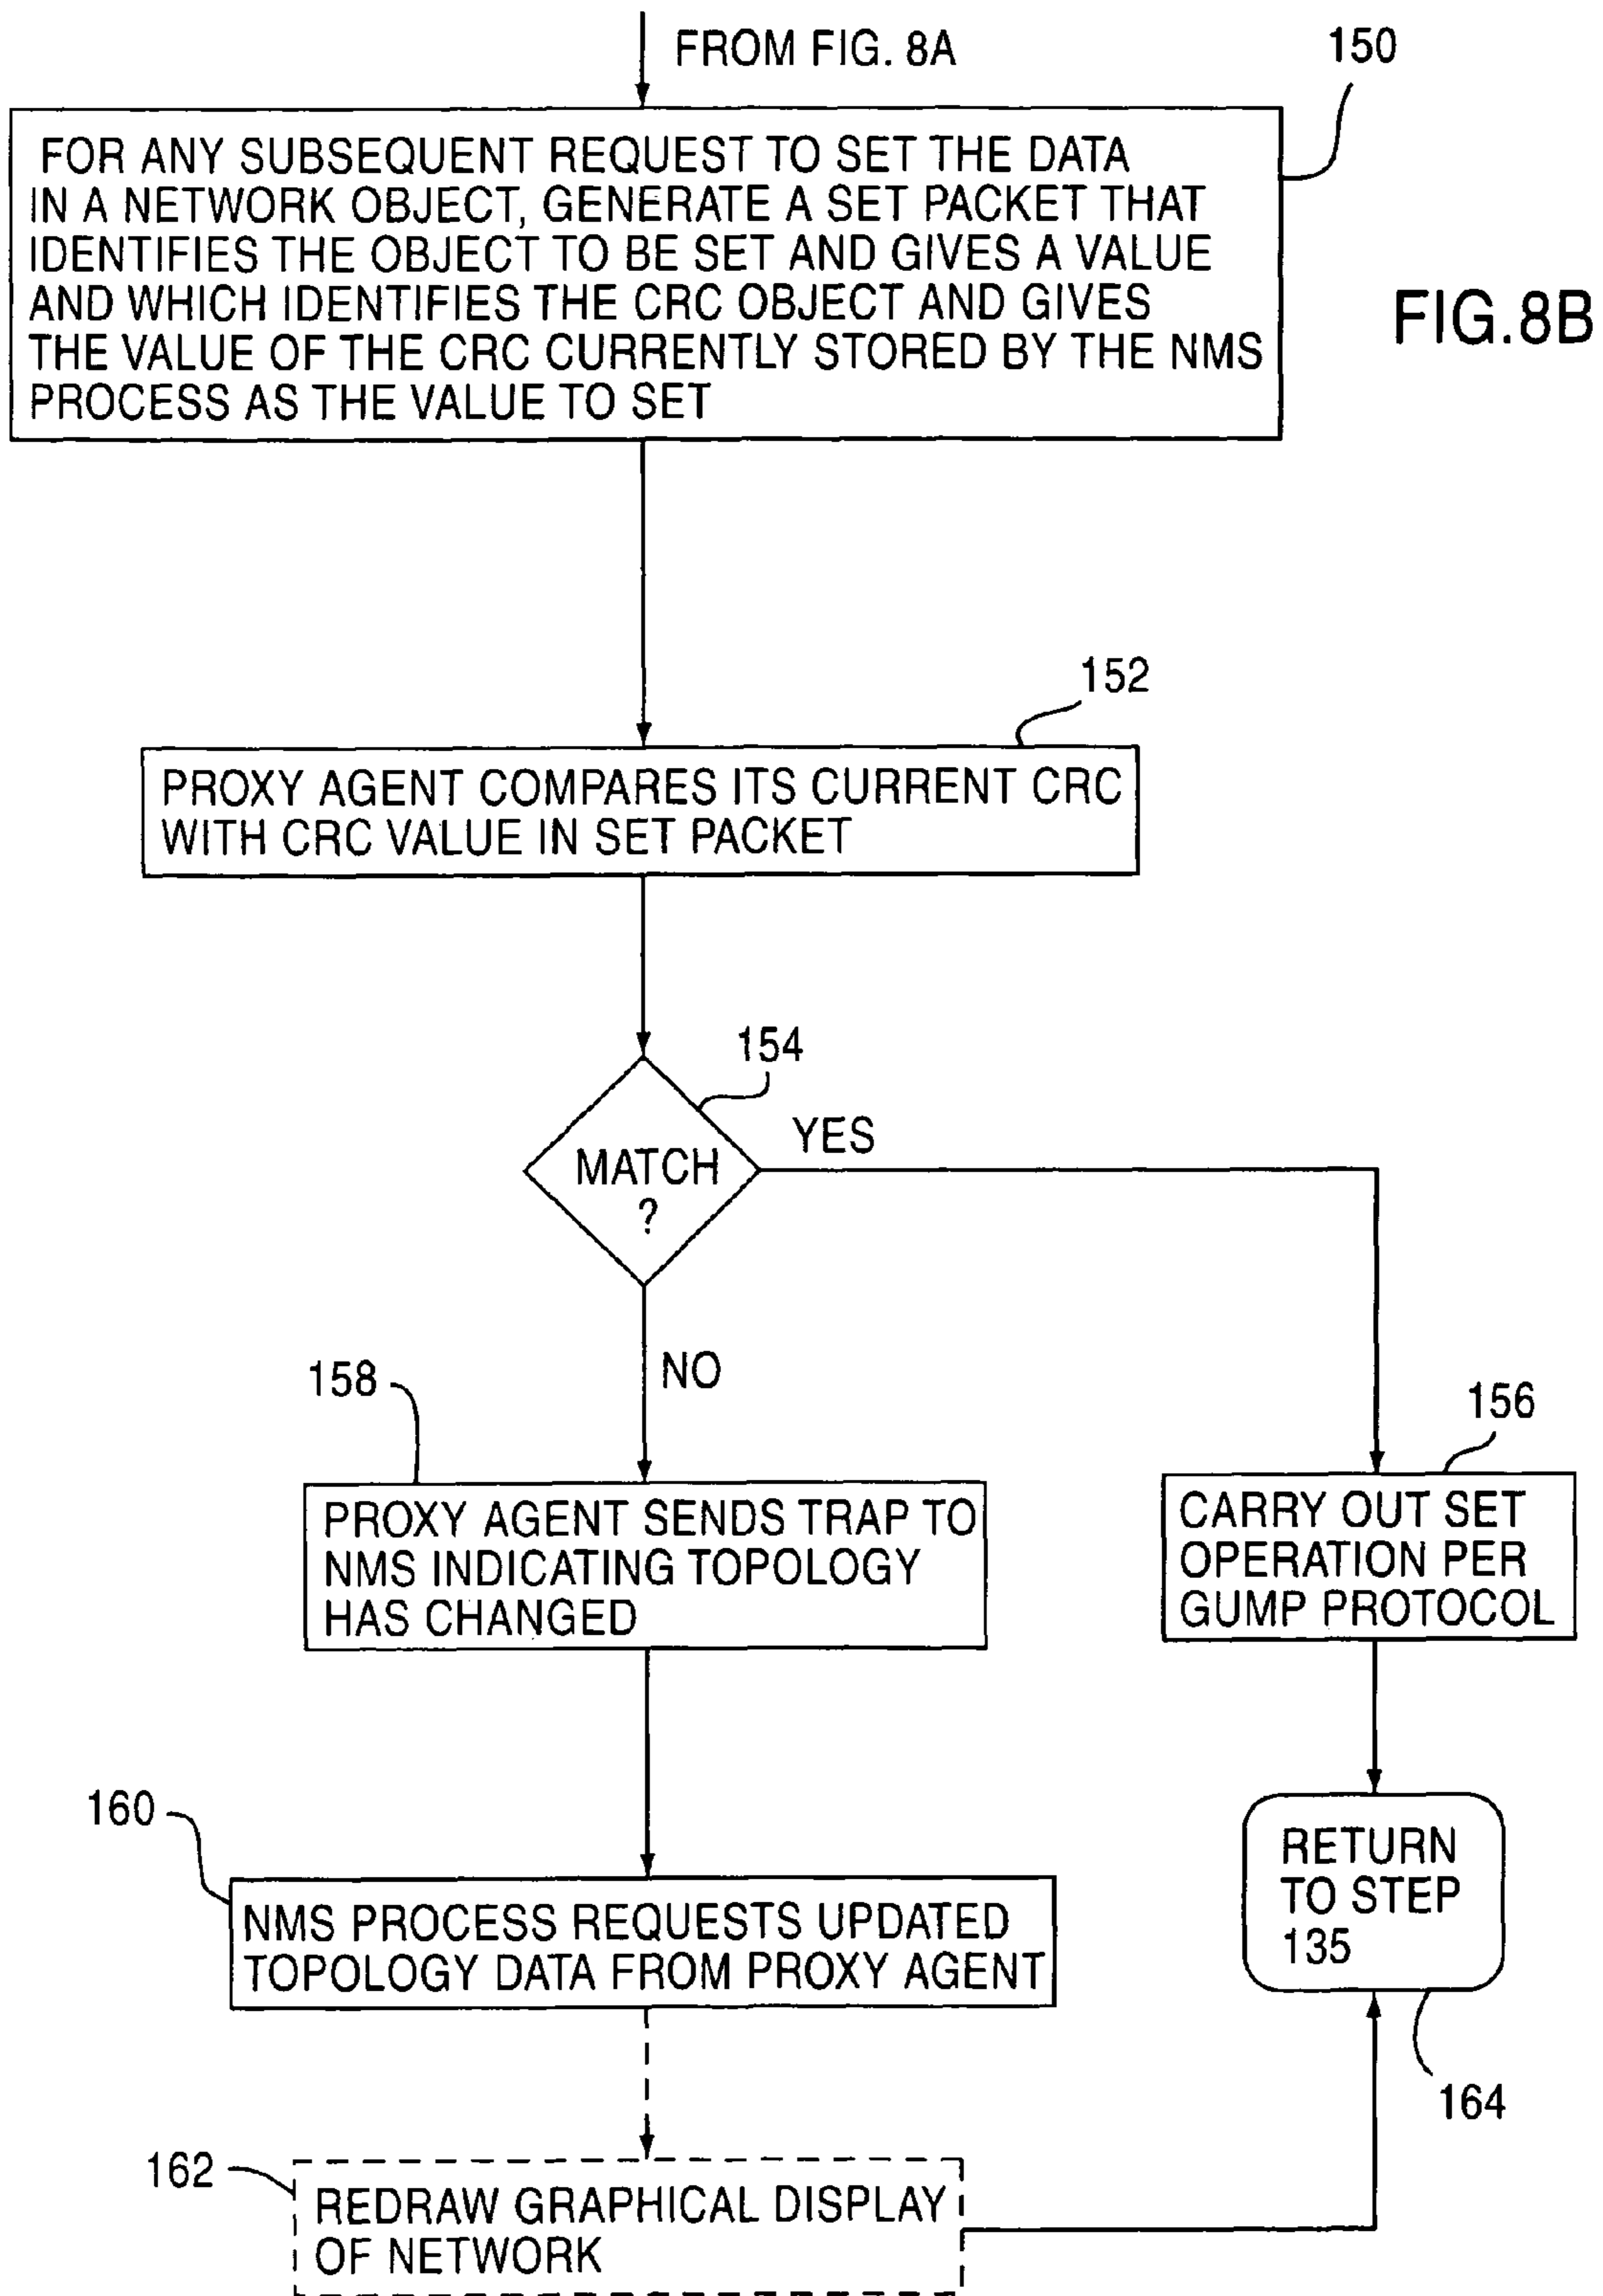 FROM FIG. 8A
150
FOR ANY SUBSEQUENT REQUEST TO SET THE DATA
IN A NETWORK OBJECT, GENERATE A SET PACKET THAT
IDENTIFIES THE OBJECT TO BE SET AND GIVES A VALUE
AND WHICH IDENTIFIES THE CRC OBJECT AND GIVES
THE VALUE OF THE CRC CURRENTLY STORED BY THE NMS
PROCESS AS THE VALUE TO SET
FIG.8B
152
PROXY AGENT COMPARES ITS CURRENT CRC
WITH CRC VALUE IN SET PACKET
154
MATCH
?
YES
NO
158
PROXY AGENT SENDS TRAP TO
NMS INDICATING TOPOLOGY
HAS CHANGED
156
CARRY OUT SET
OPERATION PER
GUMP PROTOCOL
160
NMS PROCESS REQUESTS UPDATED
TOPOLOGY DATA FROM PROXY AGENT
RETURN
TO STEP
135
164
162
REDRAW GRAPHICAL DISPLAY
OF NETWORK